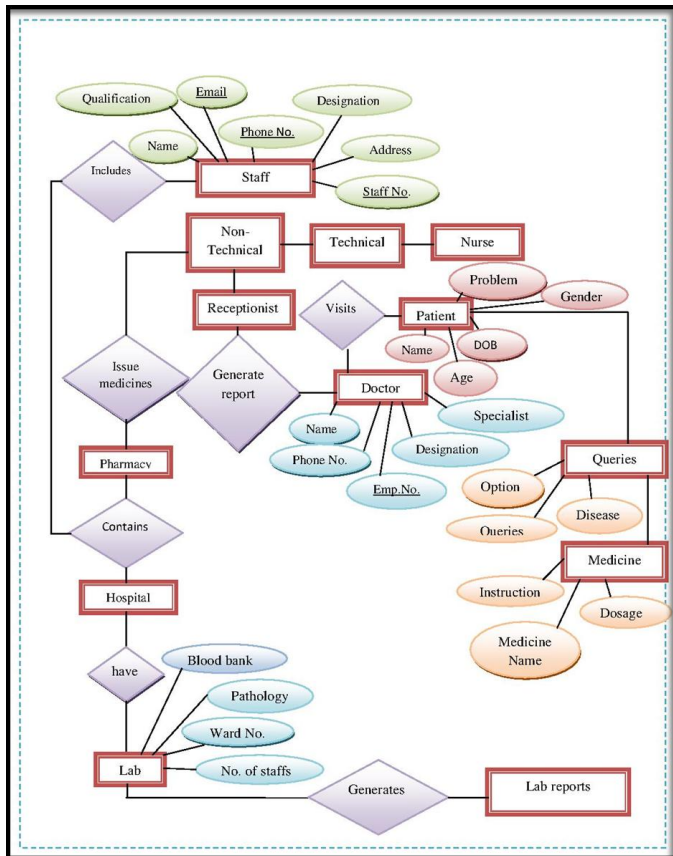 Email
Qualification
Designation
Phone No.
Name
Address
Includes
Staff
Staff No.
Non-
Technical
Technical
Nurse
Problem
Gender
Receptionist
Visits
Patient
Name
DOB
Issue
medicines
Generate
report
Age
Doctor
Specialist
Name
Designation
Phone No.
Pharmacy
Queries
Option
Emp.No.
Disease
Contains
Oueries
Medicine
Instruction
Hospital
Dosage
Medicine
Name
Blood bank
have
Pathology
Ward No.
Lab
No. of staffs
Generates
Lab reports